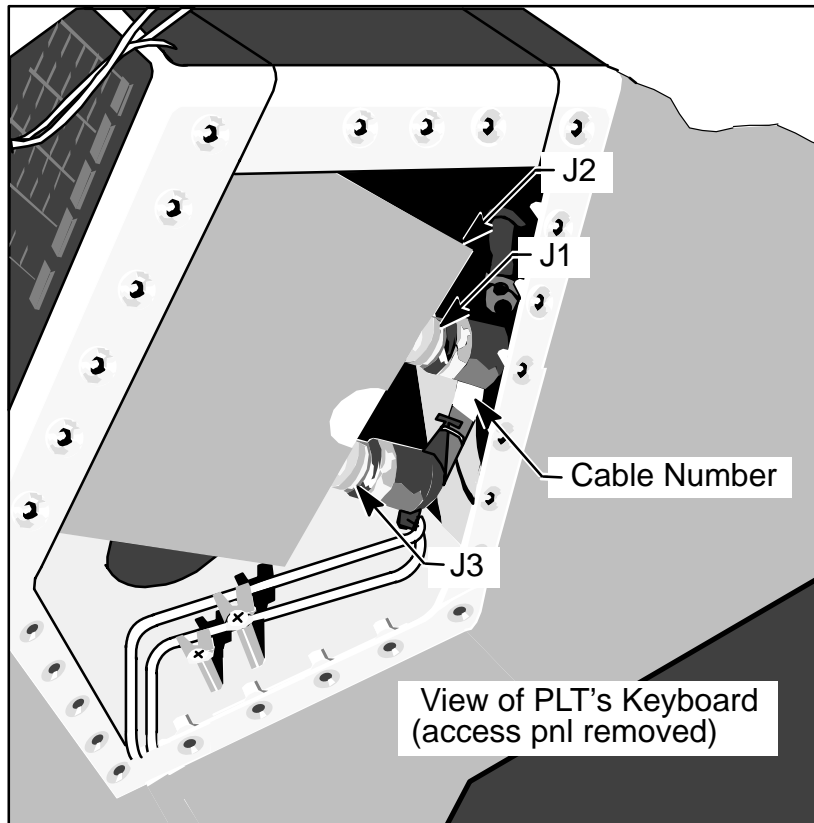 J2
J1
Cable Number
J3
View of PLT’s Keyboard
(access pnl removed)